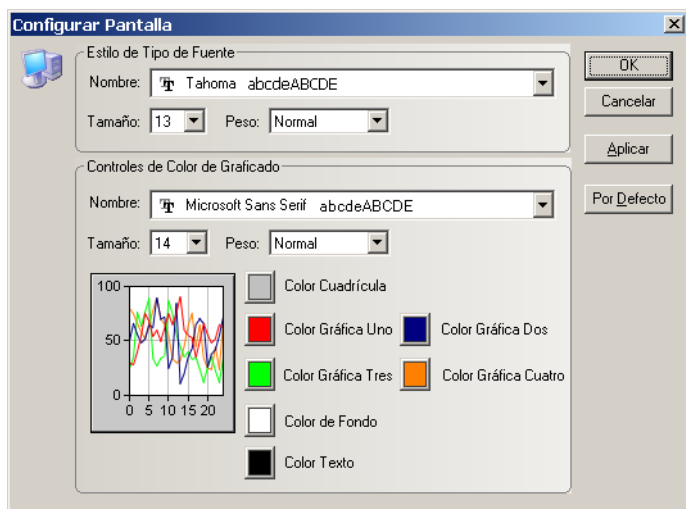 Configurar Pantalla
Estilo de Tipo de Fuente
Nombre: Tahoma abcdeABCDE
Tamaño: 13 Peso: Normal
Controles de Color de Graficado
Nombre: Microsoft Sans Serif abcdeABCDE
Tamaño: 14 Peso: Normal
100
50
0
0 5 10 15 20
Color Cuadrícula
Color Gráfica Uno Color Gráfica Dos
Color Gráfica Tres Color Gráfica Cuatro
Color de Fondo
Color Texto
OK
Cancelar
Aplicar
Por Defecto